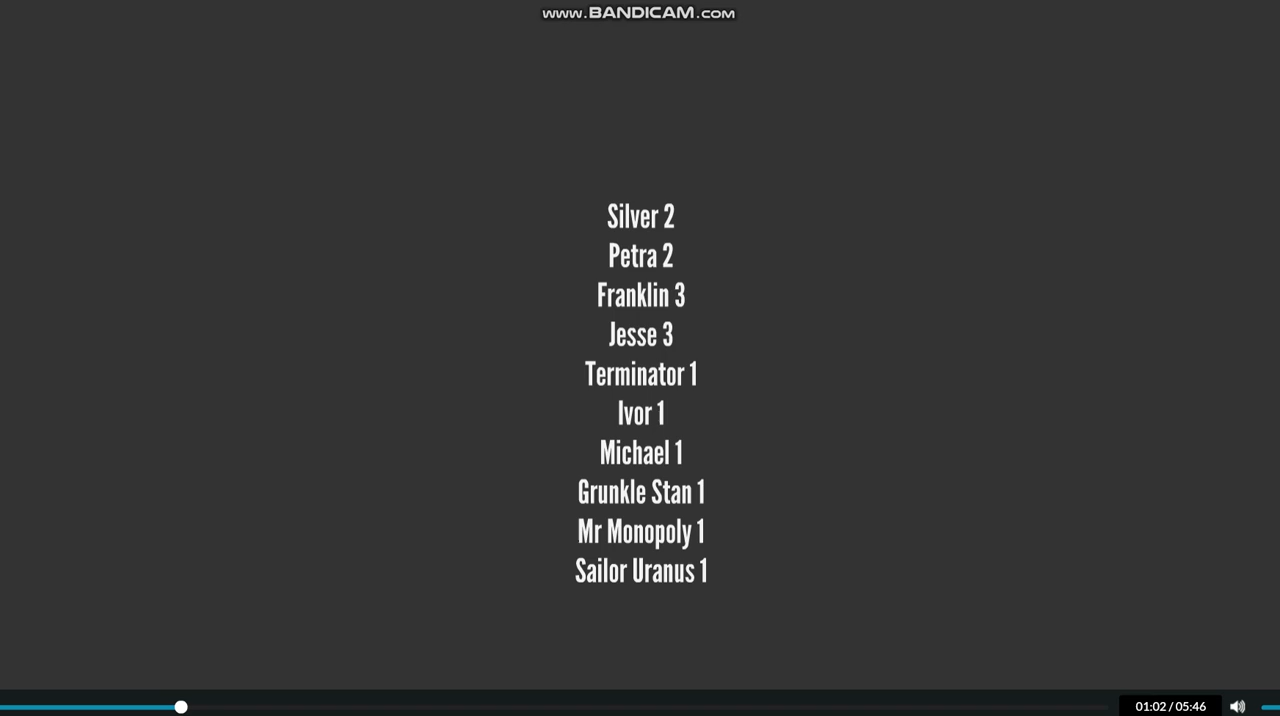 www.BANDICAM.com
Silver 2
Petra 2
Franklin 3
Jesse 3
Terminator 1
Ivor 1
Michael 1
Grunkle Stan 1
Mr Monopoly 1
Sailor Uranus 1
01:02 / 05:46